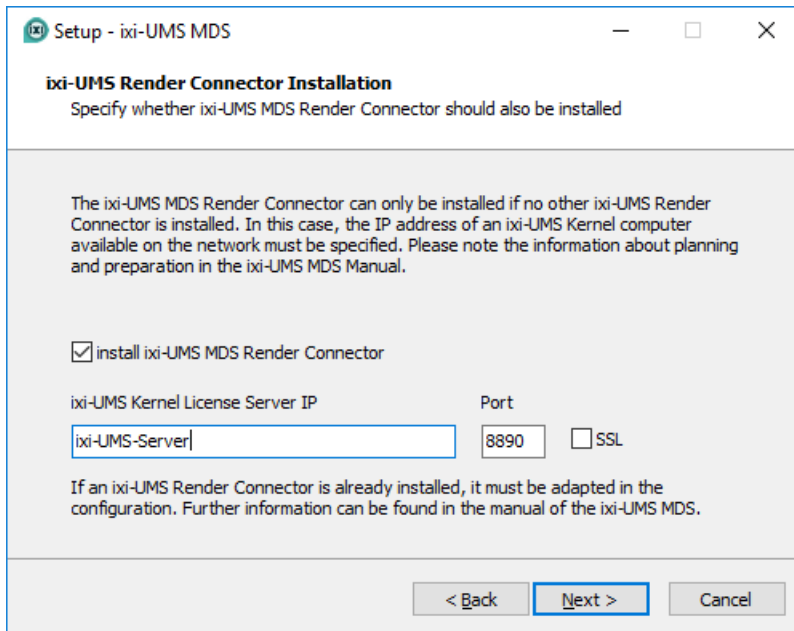 ixi Setup - ixi-UMS MDS
ixi-UMS Render Connector Installation
Specify whether ixi-UMS MDS Render Connector should also be installed
The ixi-UMS MDS Render Connector can only be installed if no other ixi-UMS Render
Connector is installed. In this case, the IP address of an ixi-UMS Kernel computer
available on the network must be specified. Please note the information about planning
and preparation in the ixi-UMS MDS Manual.
install ixi-UMS MDS Render Connector
ixi-UMS Kernel License Server IP Port
ixi-UMS-Server 8890 SSL
If an ixi-UMS Render Connector is already installed, it must be adapted in the
configuration. Further information can be found in the manual of the ixi-UMS MDS.
< Back Next > Cancel